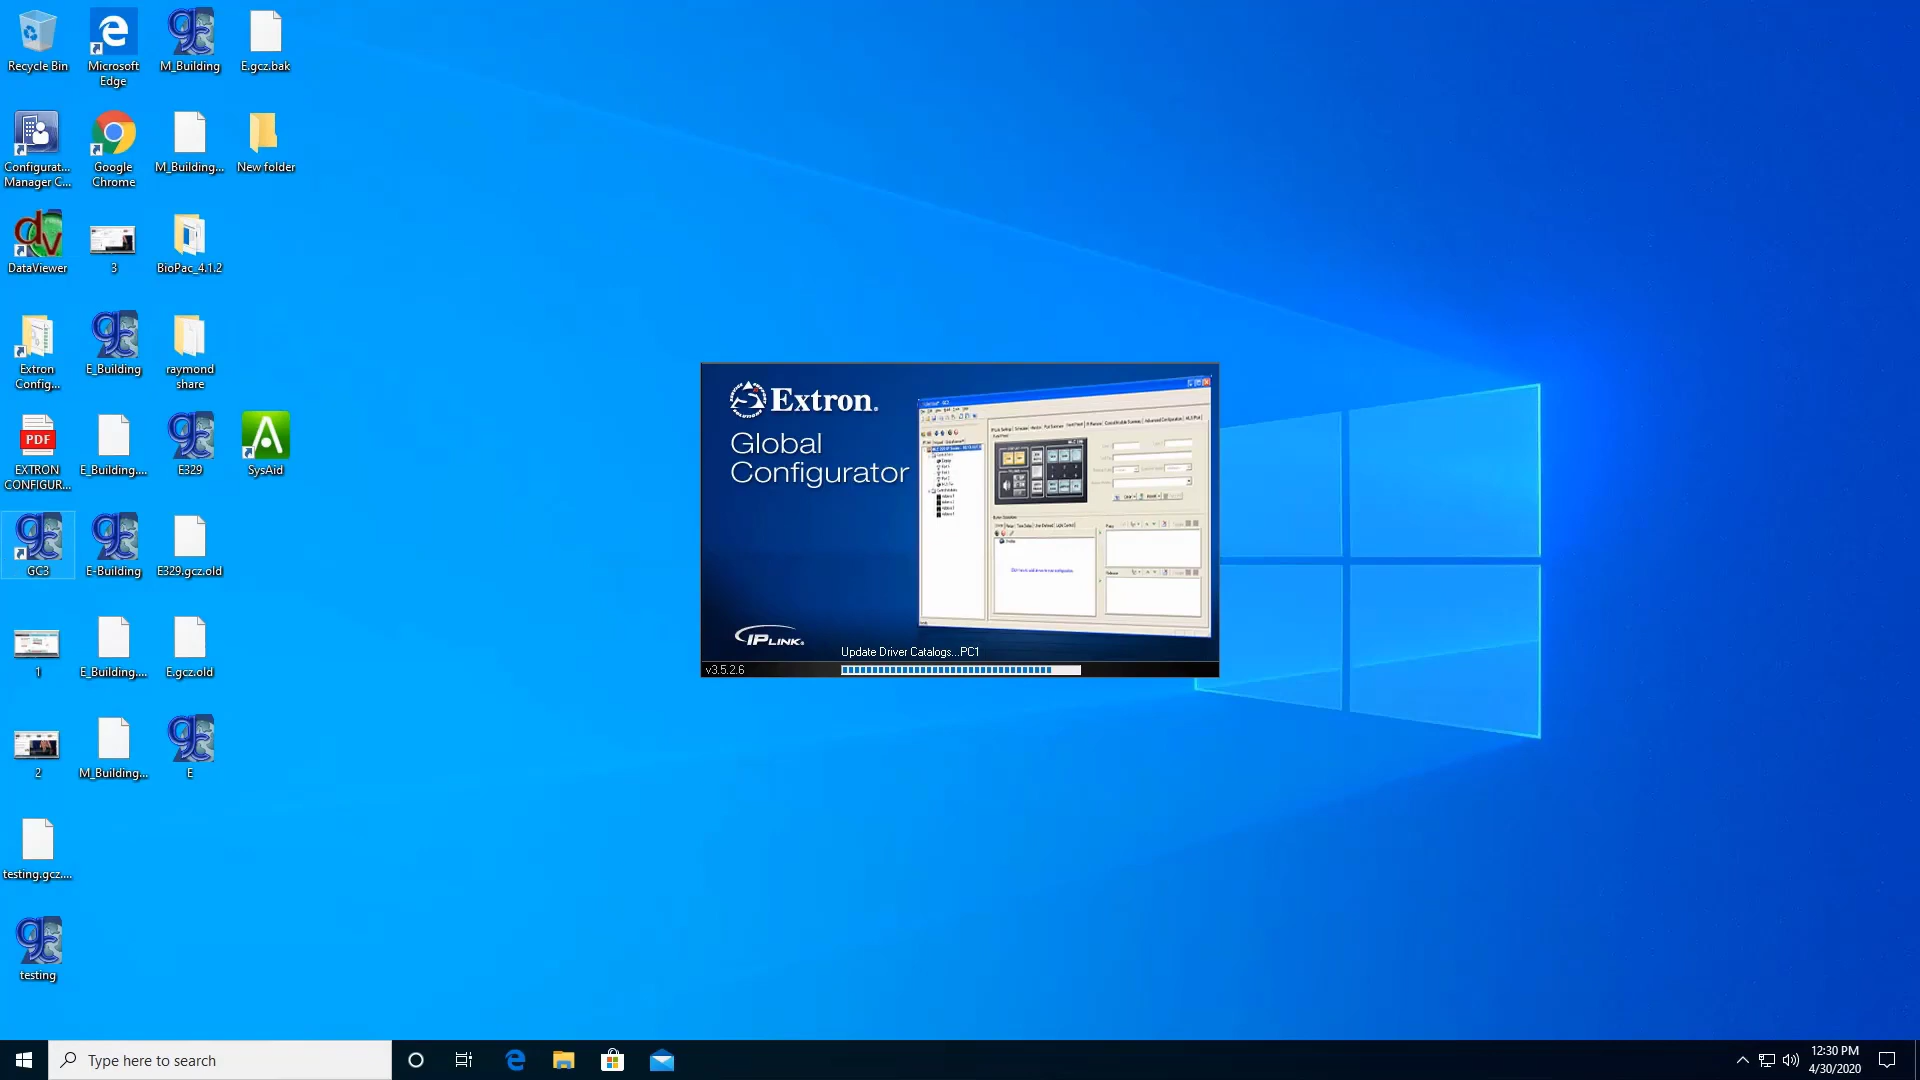 Recycle Bin
Microsoft
Edge
M_Building
E.gcz.bak
Configurat...
Manager C...
Google
Chrome
M_Building...
New folder
DataViewer
3
BioPac_4.1.2
Extron
Config...
E_Building
raymond
share
PDF
EXTRON
CONFIGUR...
E_Building....
E329
SysAid
GC3
E-Building
E329.gcz.old
1
E_Building....
E.gcz.old
2
M_Building...
E
testing.gcz....
testing
Extron®
Global
Configurator
IP LINK®
Update Driver Catalogs...PC1
v3.5.2.6
Type here to search
12:30 PM
4/30/2020